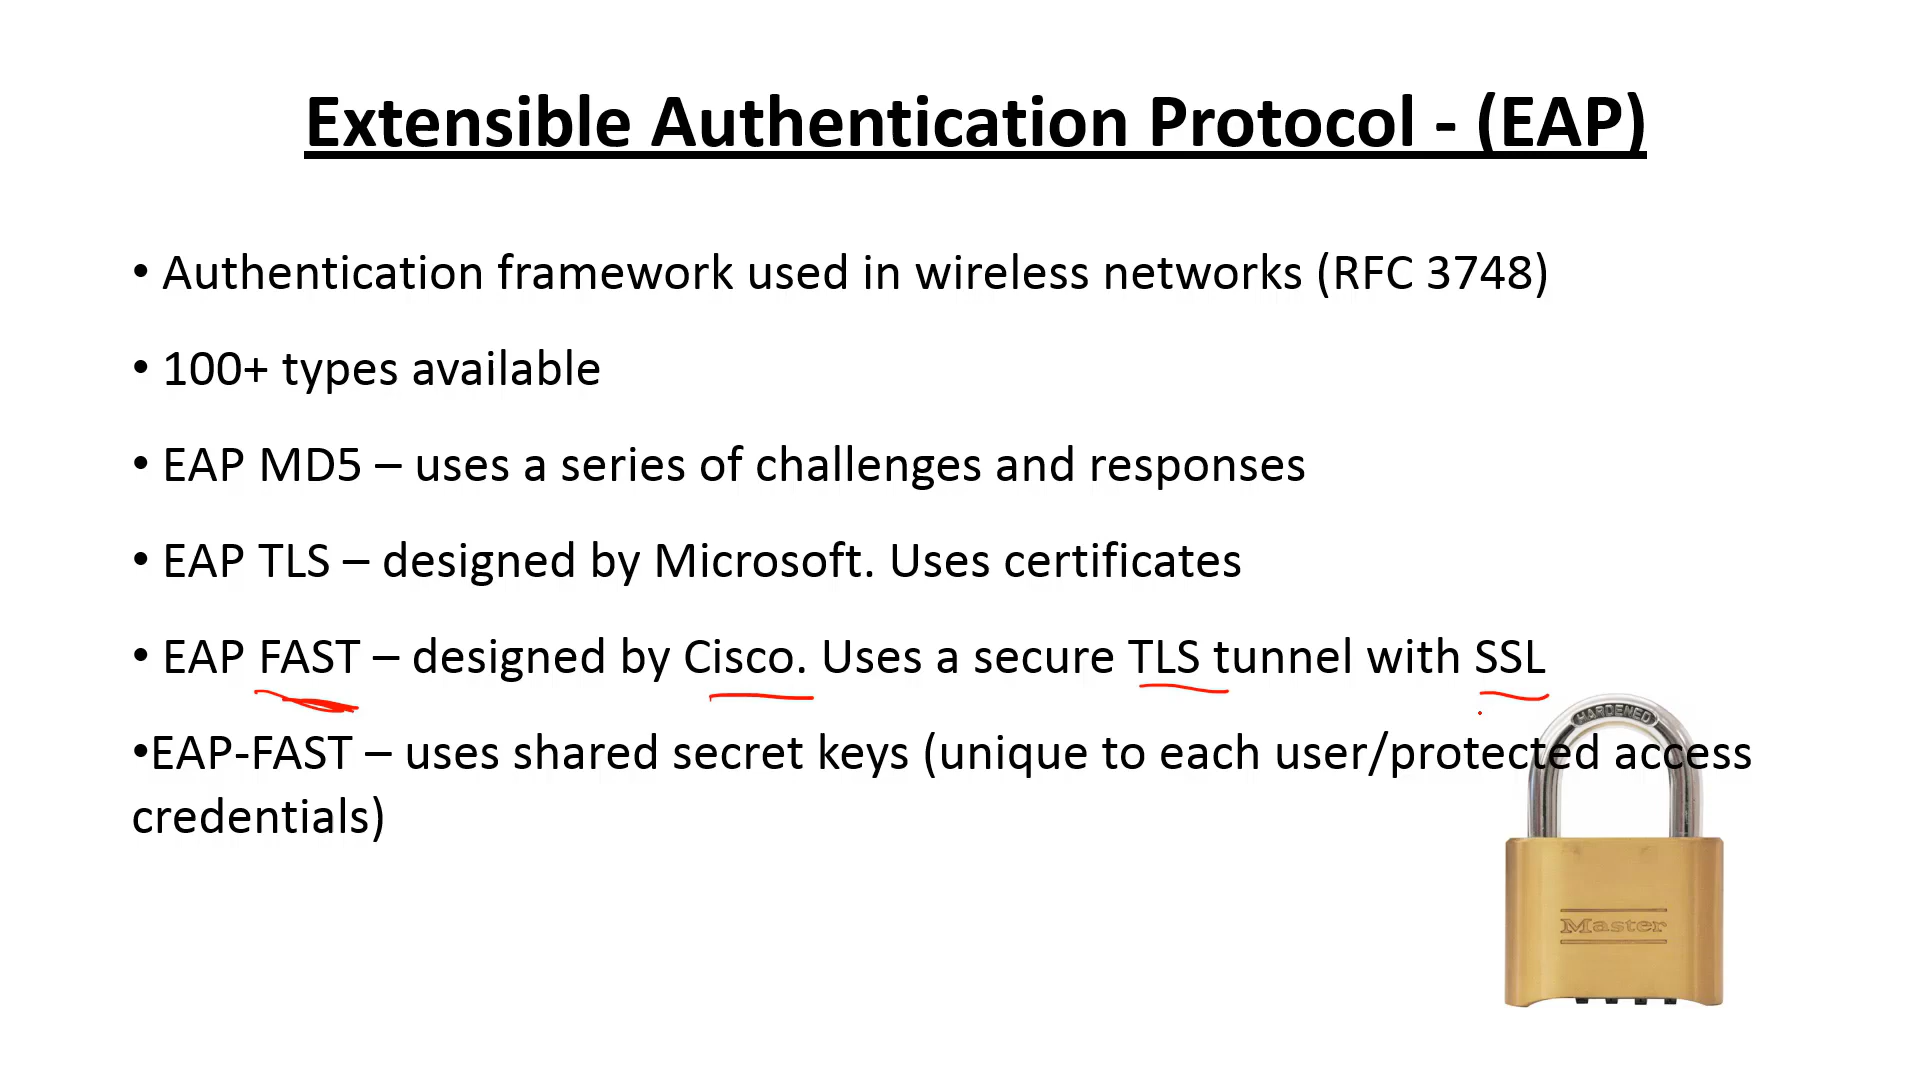 Extensible Authentication Protocol - (EAP)
• Authentication framework used in wireless networks (RFC 3748)
• 100+ types available
• EAP MD5 – uses a series of challenges and responses
• EAP TLS – designed by Microsoft. Uses certificates
• EAP FAST – designed by Cisco. Uses a secure TLS tunnel with SSL
HARDENED
•EAP-FAST – uses shared secret keys (unique to each user/protected access
credentials)
Master